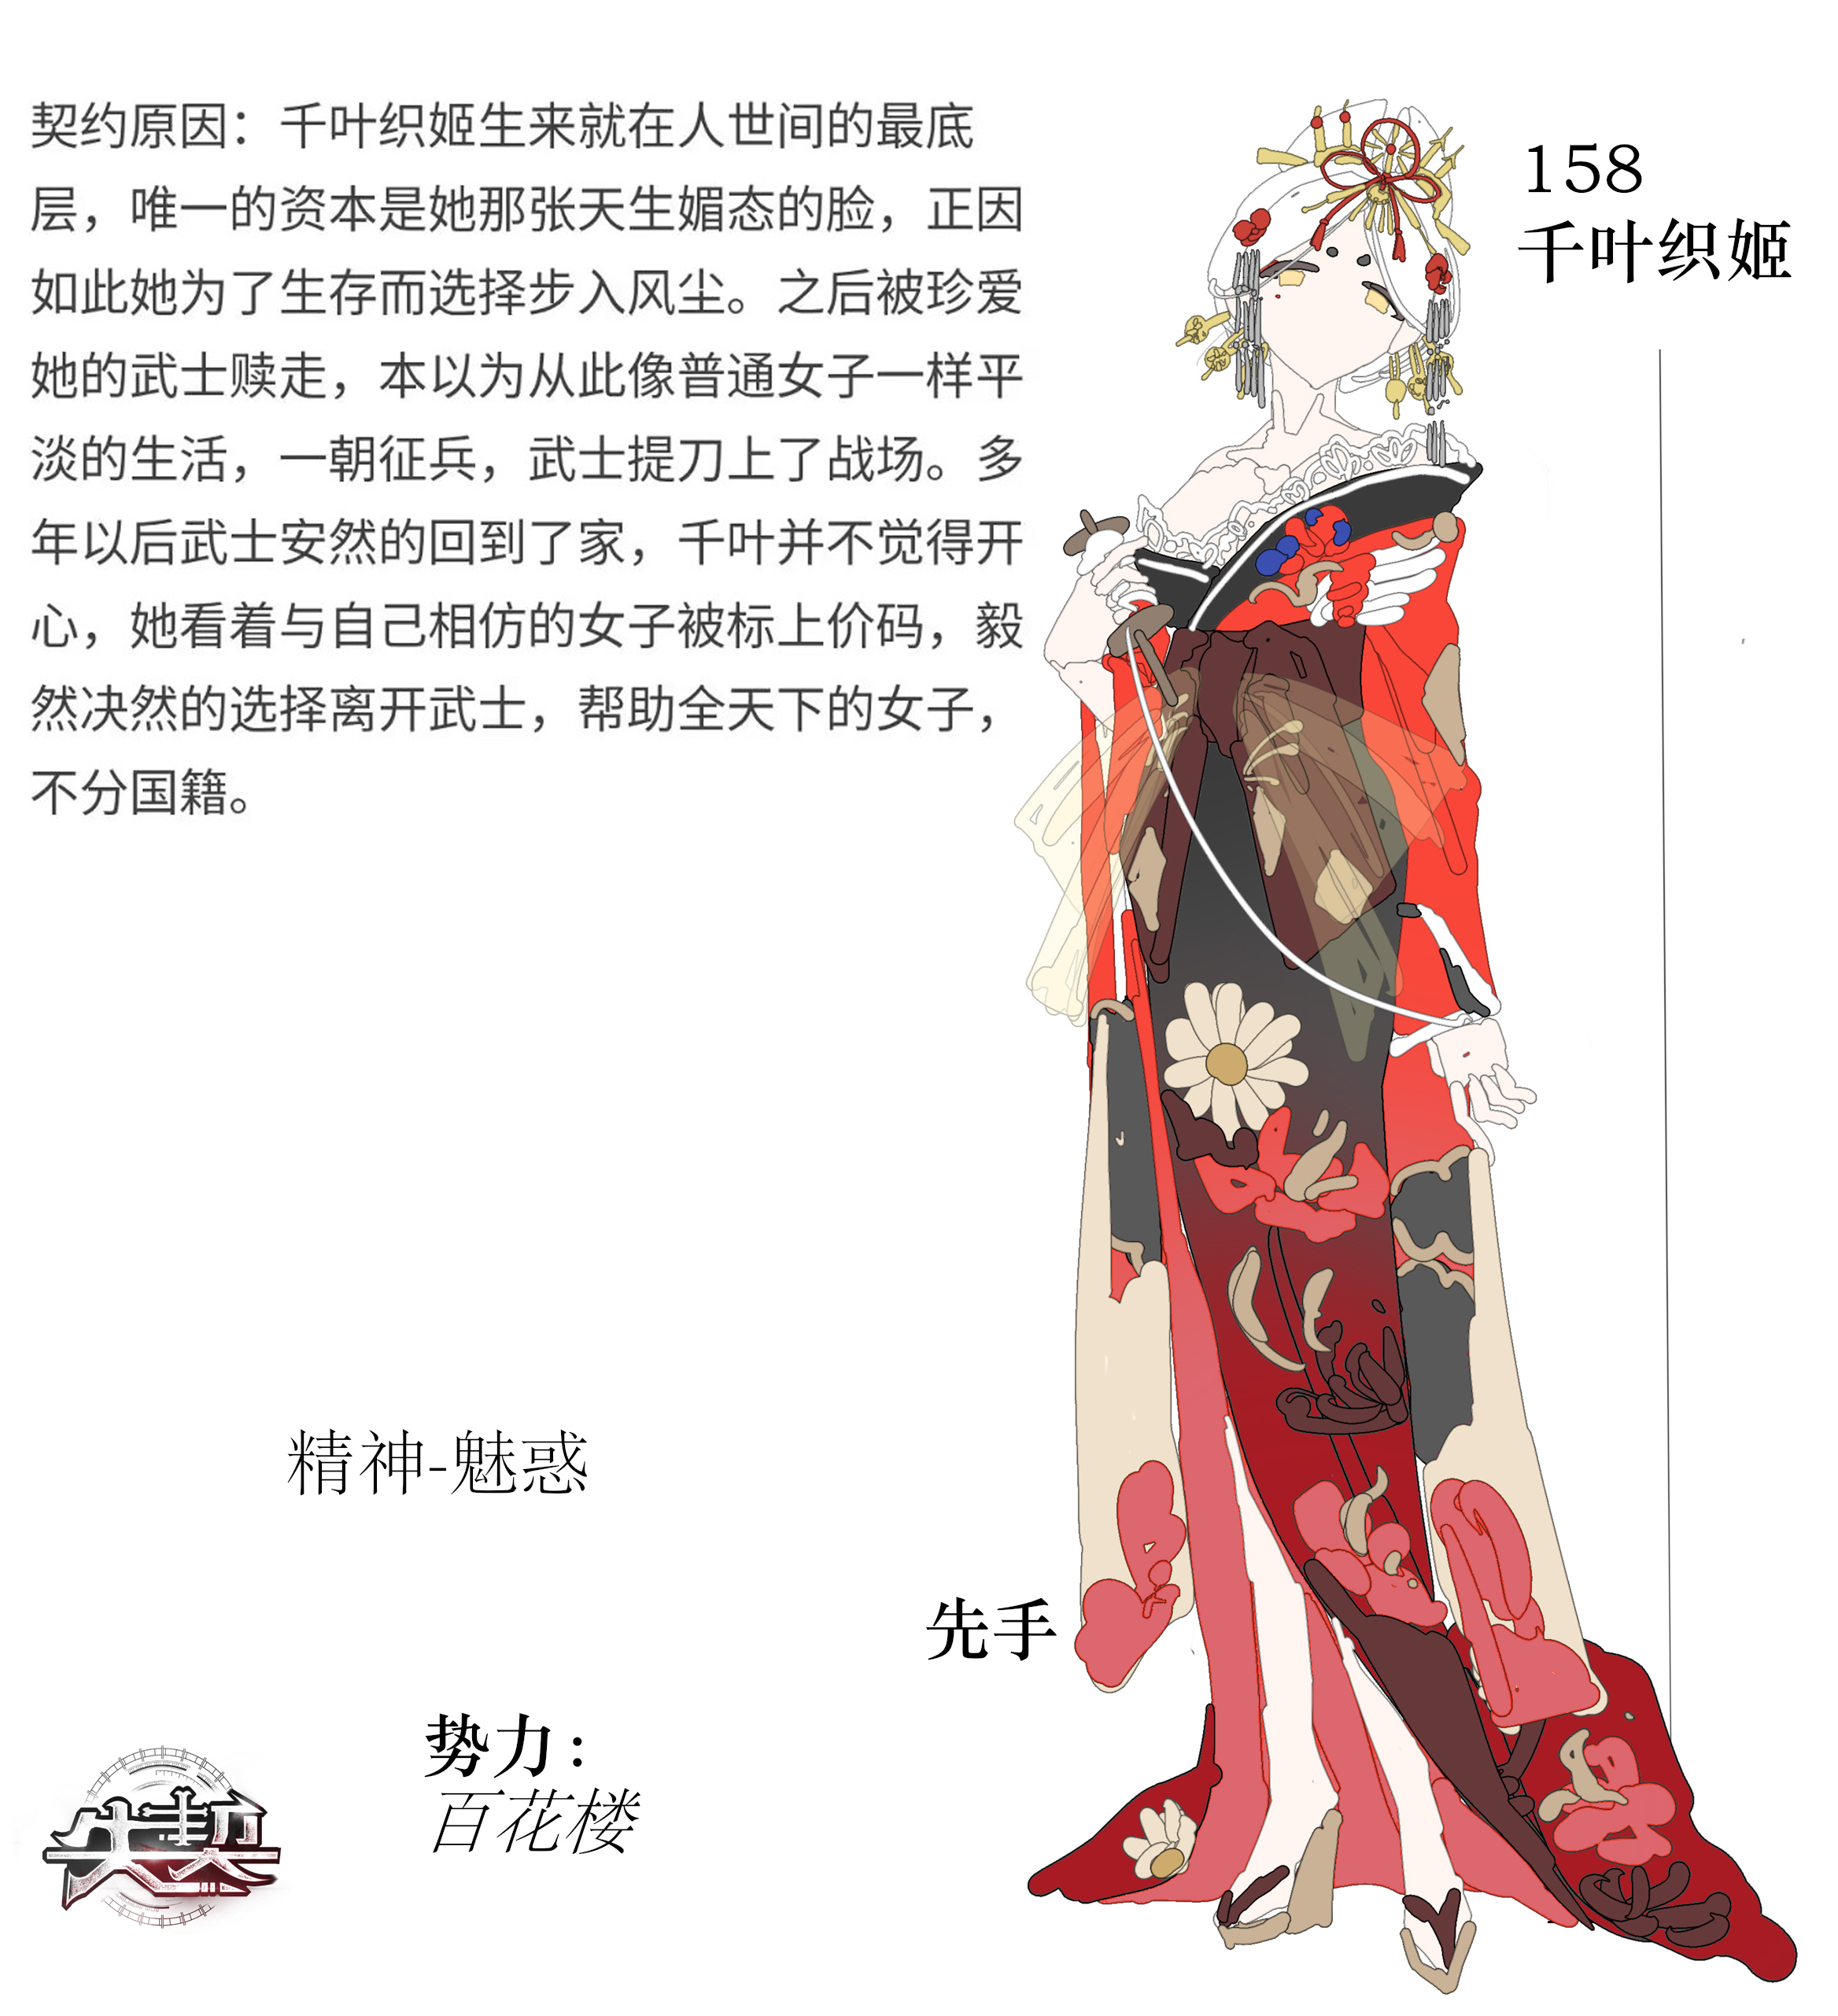 契约原因：千叶织姬生来就在人世间的最底
层，唯一的资本是她那张天生媚态的脸，正因
如此她为了生存而选择步入风尘。之后被珍爱
她的武士赎走，本以为从此像普通女子一样平
淡的生活，一朝征兵，武士提刀上了战场。多
年以后武士安然的回到了家，千叶并不觉得开
心，她看着与自己相仿的女子被标上价码，毅
然决然的选择离开武士，帮助全天下的女子，
不分国籍。
158
千叶织姬
精神-魅惑
先手
势力：
百花楼
失契